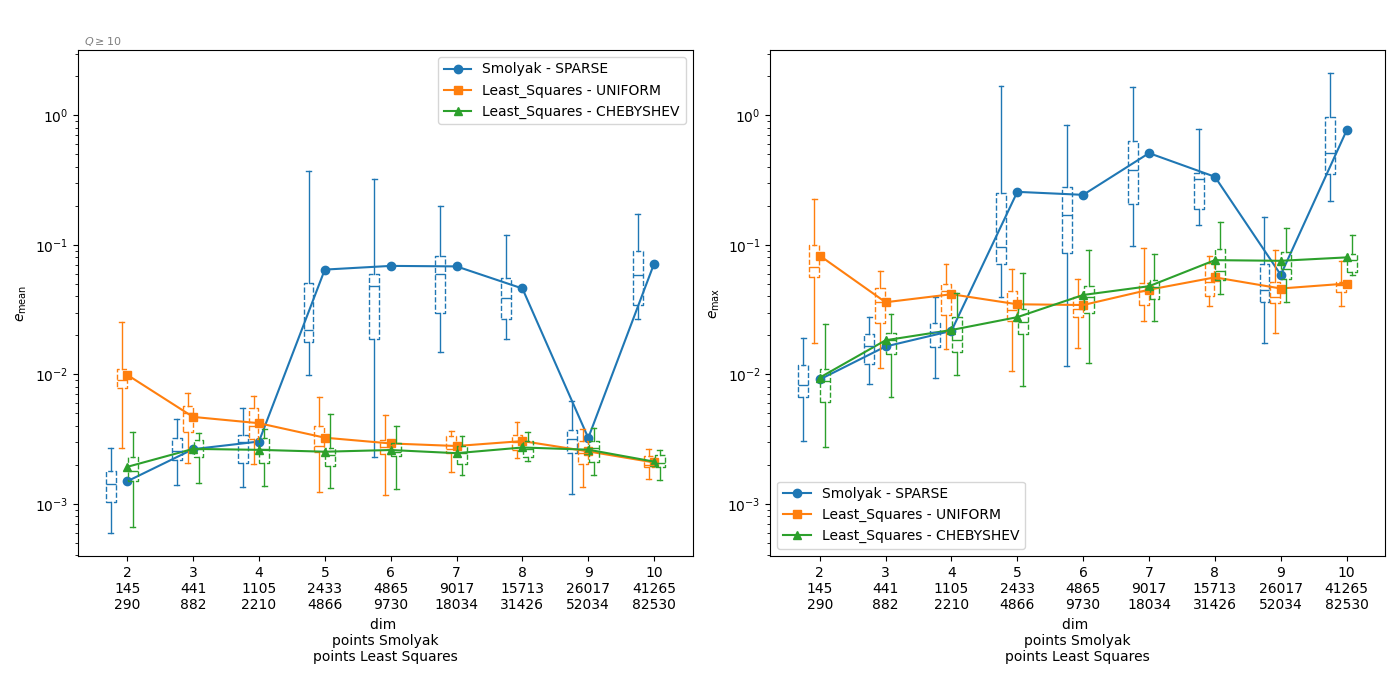 Q ≥ 10
Smolyak - SPARSE
Least_Squares - UNIFORM
Least_Squares - CHEBYSHEV
10^0
10^-1
10^-2
10^-3
e_mean
2 3 4 5 6 7 8 9 10
145 441 1105 2433 4865 9017 15713 26017 41265
290 882 2210 4866 9730 18034 31426 52034 82530
dim
points Smolyak
points Least Squares
10^0
10^-1
10^-2
10^-3
e_max
Smolyak - SPARSE
Least_Squares - UNIFORM
Least_Squares - CHEBYSHEV
2 3 4 5 6 7 8 9 10
145 441 1105 2433 4865 9017 15713 26017 41265
290 882 2210 4866 9730 18034 31426 52034 82530
dim
points Smolyak
points Least Squares